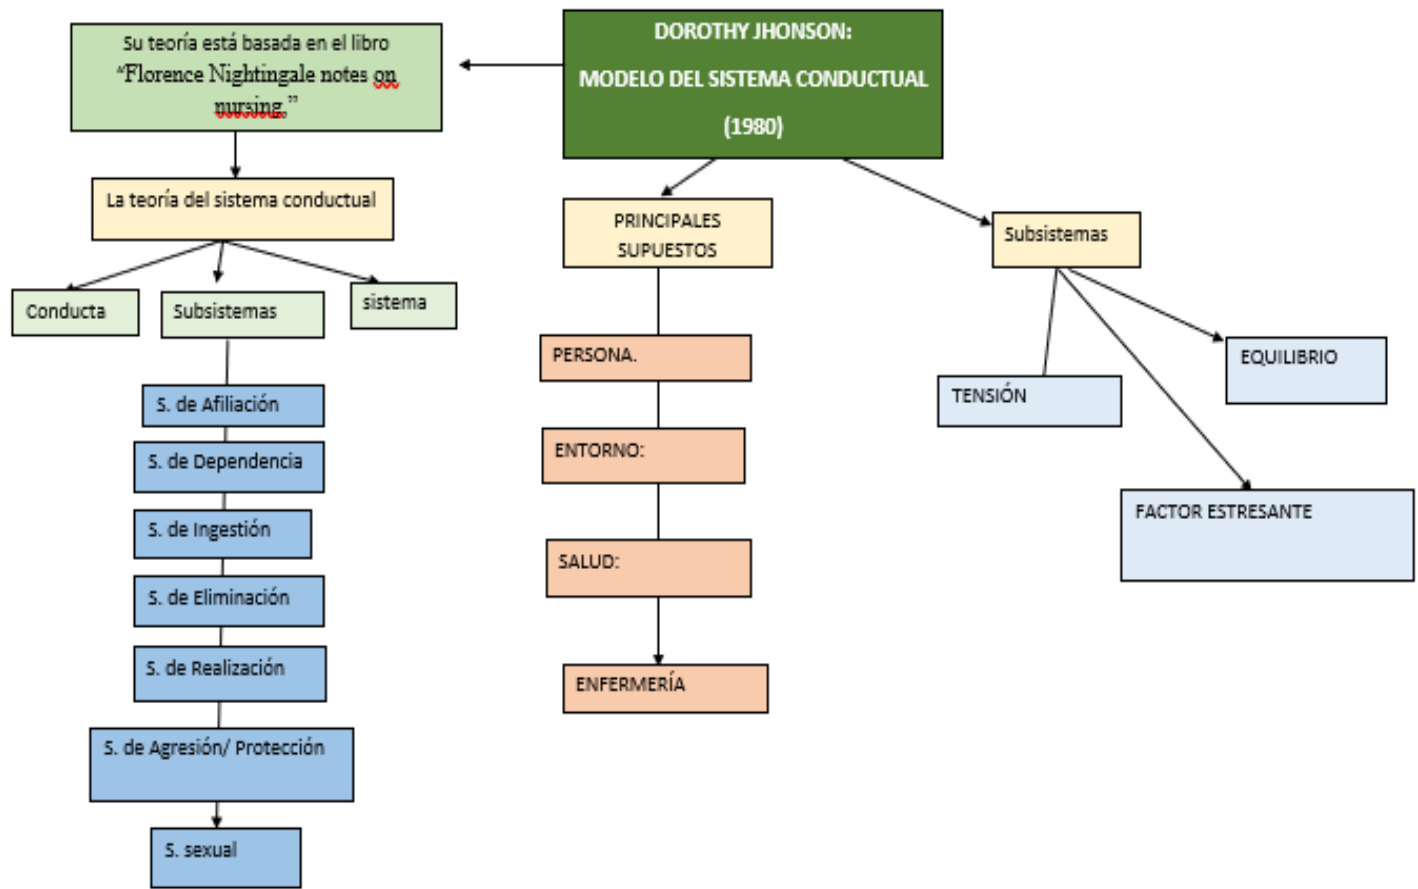 Su teoría está basada en el libro
“Florence Nightingale notes on
nursing.”
DOROTHY JHONSON:
MODELO DEL SISTEMA CONDUCTUAL
(1980)
La teoría del sistema conductual
Conducta
Subsistemas
sistema
S. de Afiliación
S. de Dependencia
S. de Ingestión
S. de Eliminación
S. de Realización
S. de Agresión/ Protección
S. sexual
PRINCIPALES
SUPUESTOS
PERSONA.
ENTORNO:
SALUD:
ENFERMERÍA
Subsistemas
TENSIÓN
EQUILIBRIO
FACTOR ESTRESANTE